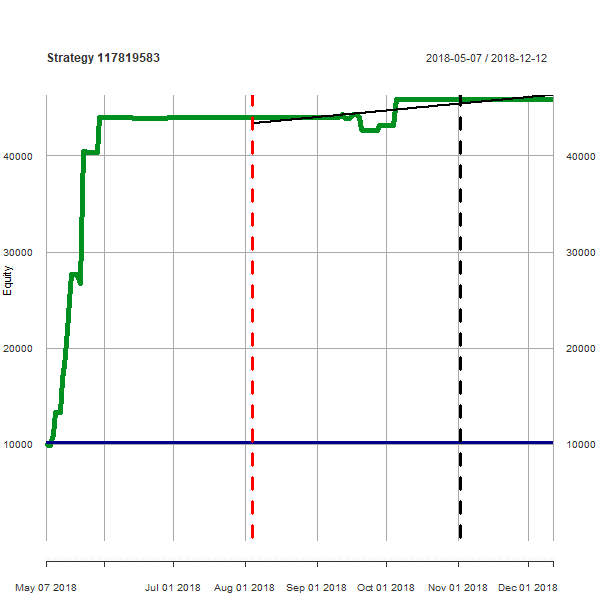 Strategy 117819583
2018-05-07 / 2018-12-12
40000
40000
30000
30000
Equity
20000
20000
10000
10000
May 07 2018
Jul 01 2018
Aug 01 2018
Sep 01 2018
Oct 01 2018
Nov 01 2018
Dec 01 2018